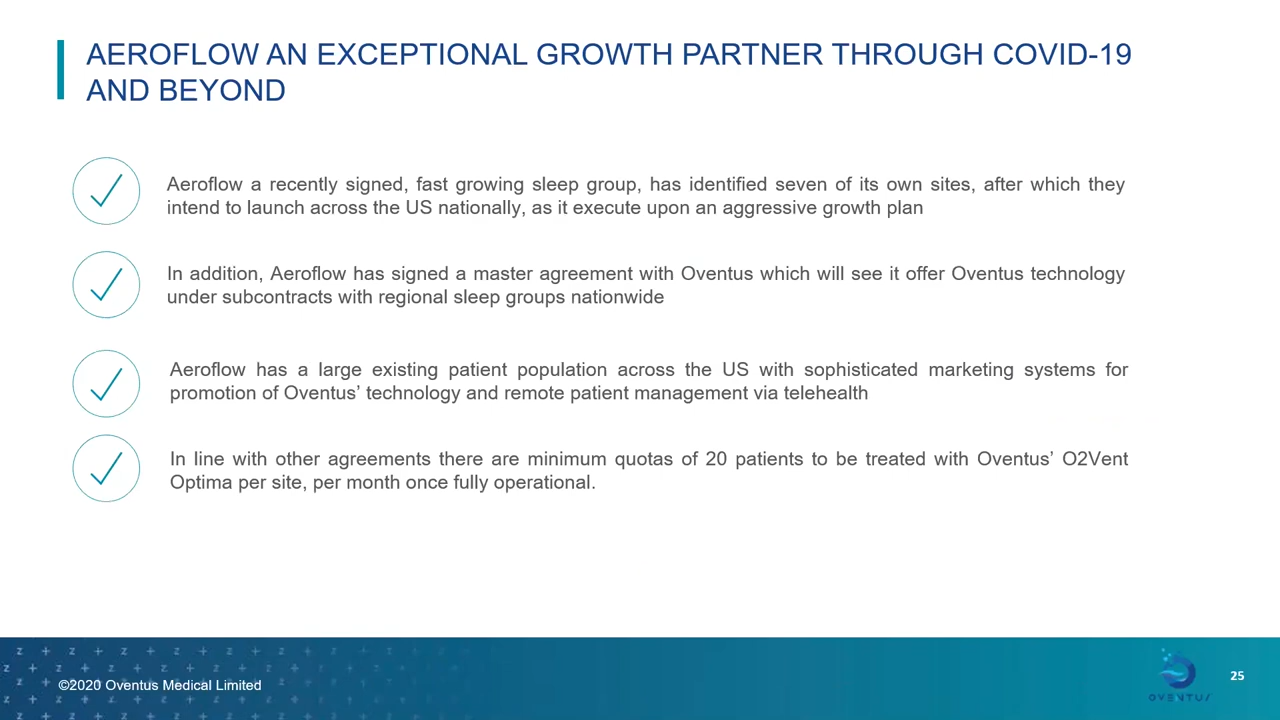 AEROFLOW AN EXCEPTIONAL GROWTH PARTNER THROUGH COVID-19
AND BEYOND
Aeroflow a recently signed, fast growing sleep group, has identified seven of its own sites, after which they
intend to launch across the US nationally, as it execute upon an aggressive growth plan
In addition, Aeroflow has signed a master agreement with Oventus which will see it offer Oventus technology
under subcontracts with regional sleep groups nationwide
Aeroflow has a large existing patient population across the US with sophisticated marketing systems for
promotion of Oventus’ technology and remote patient management via telehealth
In line with other agreements there are minimum quotas of 20 patients to be treated with Oventus’ O2Vent
Optima per site, per month once fully operational.
©2020 Oventus Medical Limited
OVENTUS
25